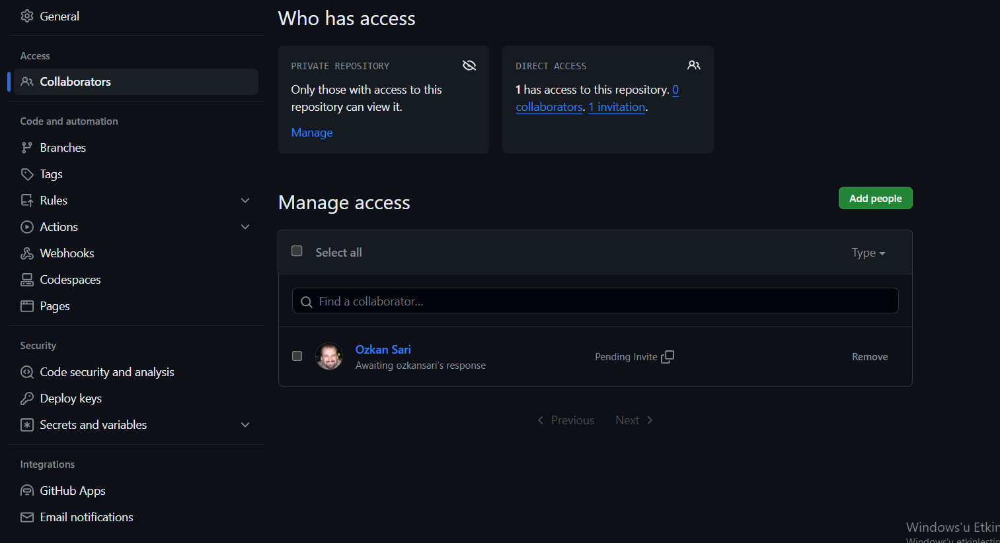 General
Access
Collaborators
Code and automation
Branches
Tags
Rules
Actions
Webhooks
Codespaces
Pages
Security
Code security and analysis
Deploy keys
Secrets and variables
Integrations
GitHub Apps
Email notifications
Who has access
PRIVATE REPOSITORY
Only those with access to this
repository can view it.
Manage
DIRECT ACCESS
1 has access to this repository. 0
collaborators. 1 invitation.
Manage access
Add people
Select all
Type
Find a collaborator...
Ozkan Sari
Awaiting ozkansari's response
Pending Invite
Remove
Previous Next
Windows'u Etkin
Windows'u etkinleştir